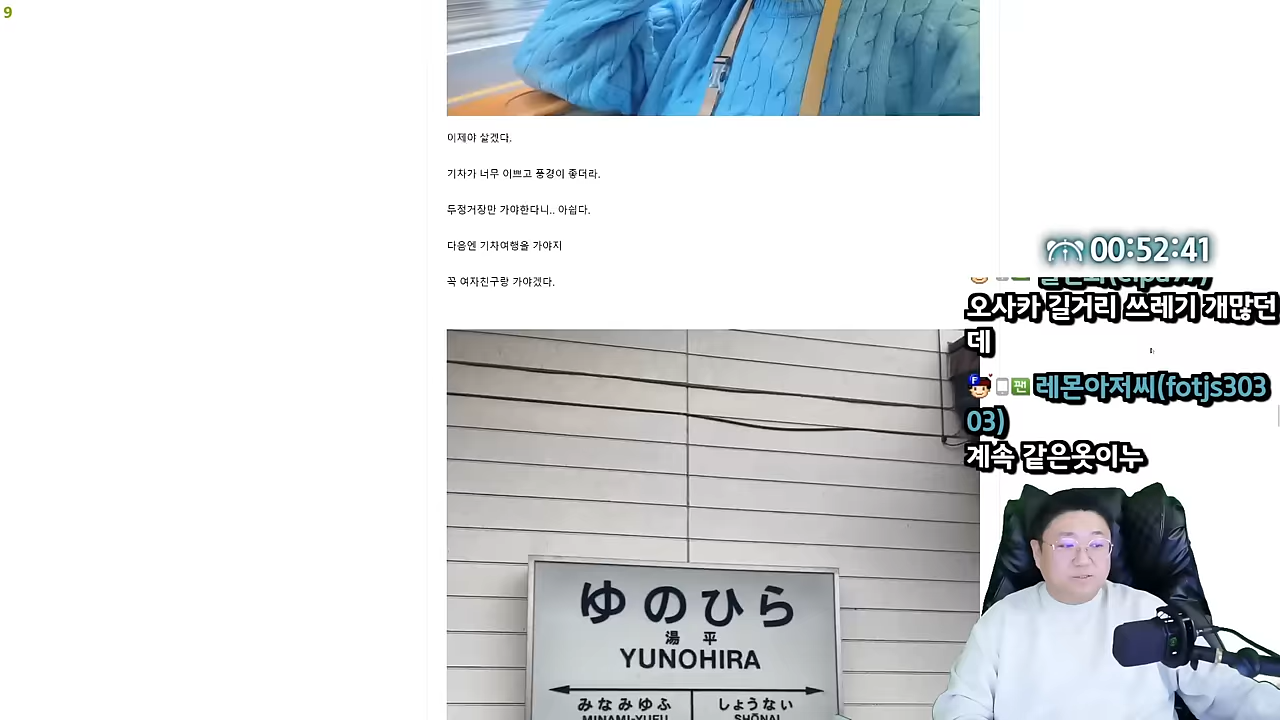 9
이제야 살겠다.
기차가 너무 이쁘고 풍경이 좋더라.
두정거장만 가야한다니.. 아쉽다.
다음엔 기차여행을 가야지
꼭 여자친구랑 가야겠다.
00:52:41
오사카 길거리 쓰레기 개많던
데
F 팬 레몬아저씨(fotjs303
03)
계속 같은옷이누
ゆのひら
湯平
YUNOHIRA
みなみゆふ しょうない
MINAMI-YUFU SHŌNAI